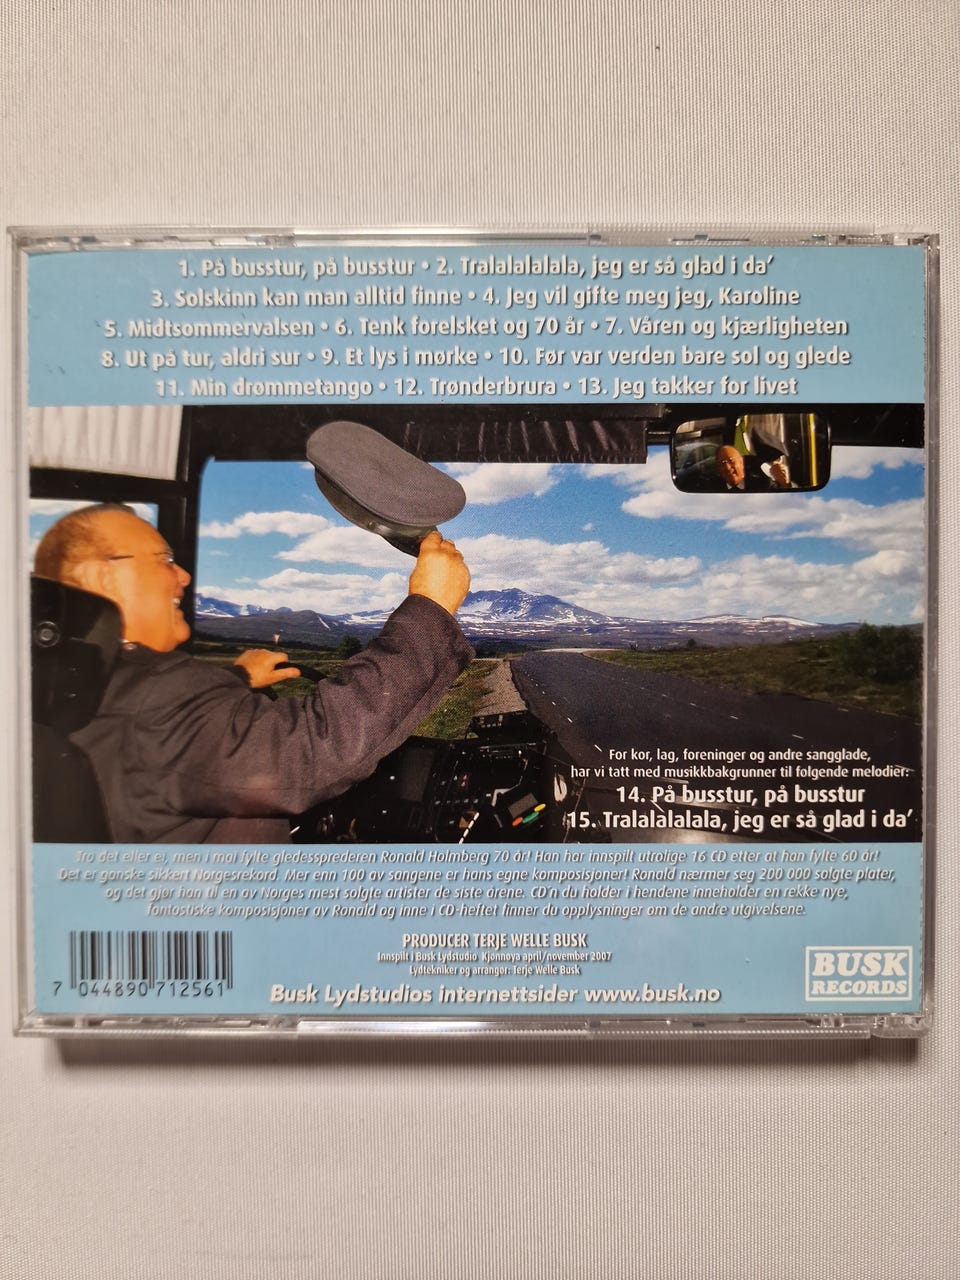 1. På busstur, på busstur • 2. Tralalalalala, jeg er så glad i da'
3. Solskinn kan man alltid finne • 4. Jeg vil gifte meg jeg, Karoline
5. Midtsommervalsen • 6. Tenk forelsket og 70 år • 7. Våren og kjærligheten
8. Ut på tur, aldri sur • 9. Et lys i mørke • 10. Før var verden bare sol og glede
11. Min drømmetango • 12. Trønderbrura • 13. Jeg takker for livet
For kor, lag, foreninger og andre sangglade,
har vi tatt med musikkbakgrunner til følgende melodier:
14. På busstur, på busstur
15. Tralalalalala, jeg er så glad i da'
Tro det eller ei, men i mai fylte gledessprederen Ronald Holmberg 70 år! Han har innspilt utrolige 16 CD etter at han fylte 60 år!
Det er ganske sikkert Norgesrekord. Mer enn 100 av sangene er hans egne komposisjoner! Ronald nærmer seg 200 000 solgte plater,
og det gjør han til en av Norges mest solgte artister de siste årene. CD'n du holder i hendene inneholder en rekke nye,
fantastiske komposisjoner av Ronald og inne i CD-heftet finner du opplysninger om de andre utgivelsene.
PRODUCER TERJE WELLE BUSK
Innspilt i Busk Lydstudio Kjønnøya april/november 2007
Lydtekniker og arrangør: Terje Welle Busk
Busk Lydstudios internettsider www.busk.no
7 044890 712561
BUSK
RECORDS